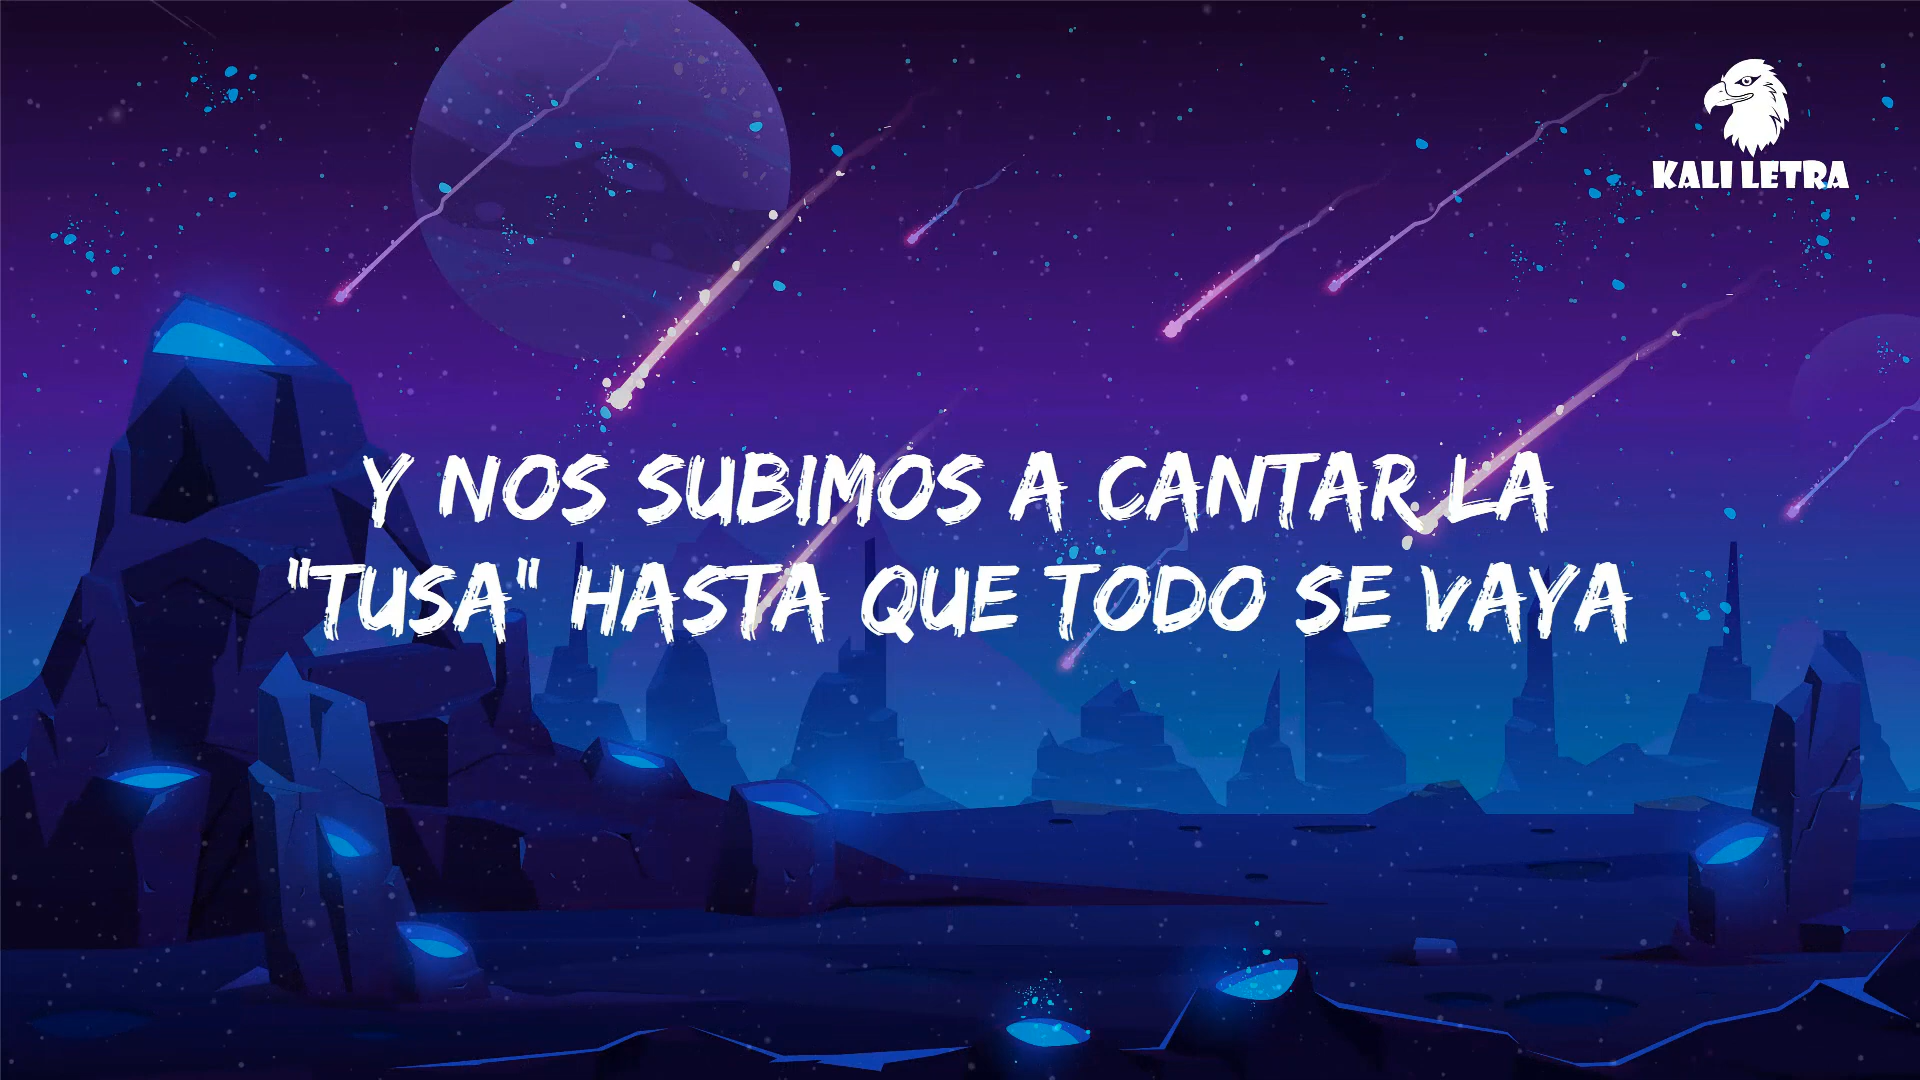 KALI LETRA
Y NOS SUBIMOS A CANTAR LA
"TUSA" HASTA QUE TODO SE VAYA